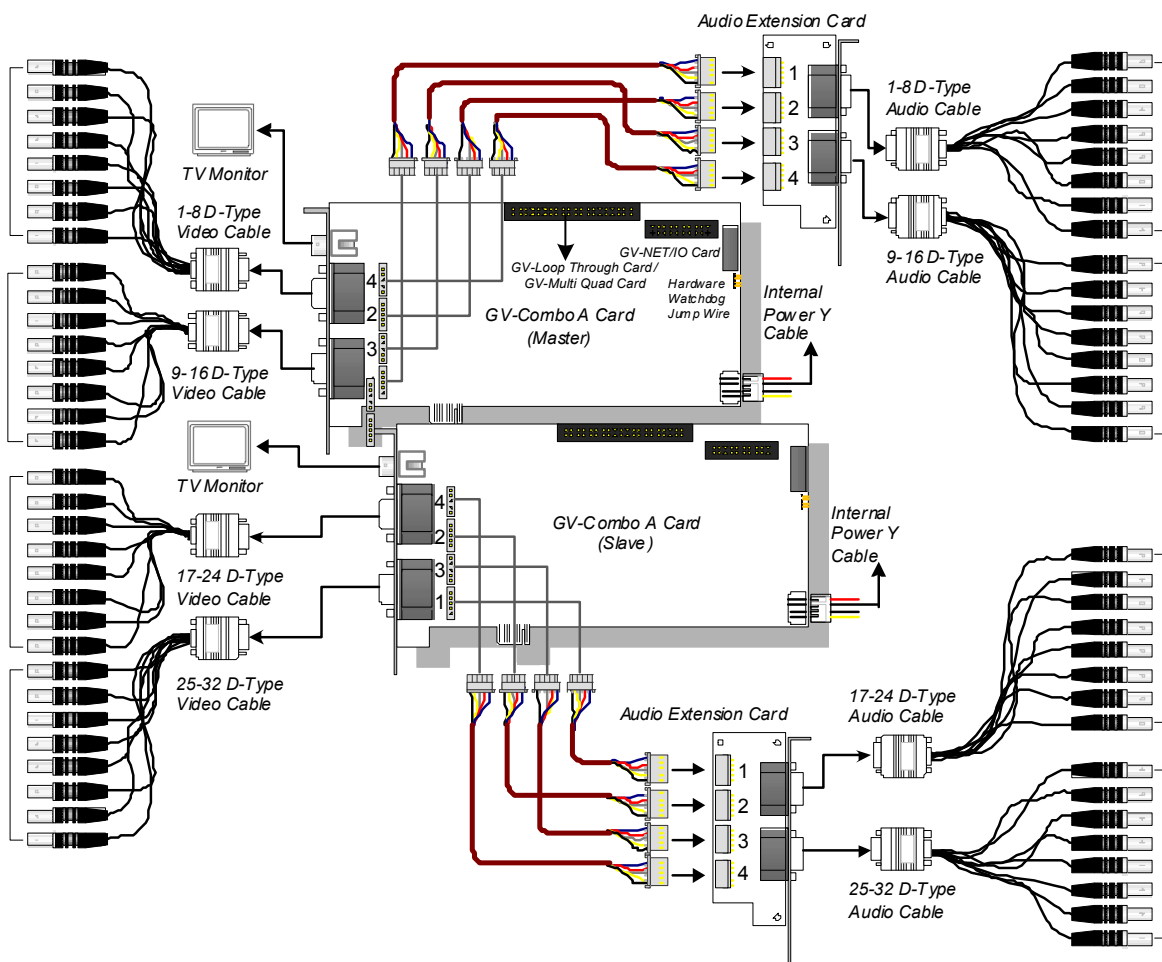 Audio Extension Card
1
2
3
4
1-8 D-Type
Audio Cable
9-16 D-Type
Audio Cable
TV Monitor
1-8 D-Type
Video Cable
9-16 D-Type
Video Cable
4
2
3
GV-Loop Through Card /
GV-Multi Quad Card
GV-NET/IO Card
Hardware
Watchdog
Jump Wire
GV-Combo A Card
(Master)
Internal
Power Y
Cable
TV Monitor
17-24 D-Type
Video Cable
25-32 D-Type
Video Cable
4
2
3
1
GV-Combo A Card
(Slave)
Internal
Power Y
Cable
Audio Extension Card
1
2
3
4
17-24 D-Type
Audio Cable
25-32 D-Type
Audio Cable